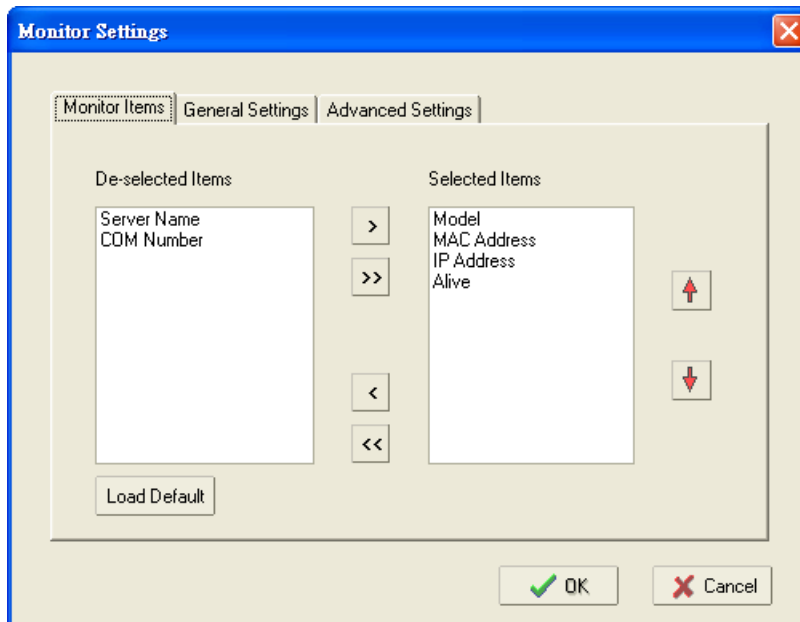 Monitor Settings
Monitor Items General Settings Advanced Settings
De-selected Items
Server Name
COM Number
>
>>
<
<<
Selected Items
Model
MAC Address
IP Address
Alive
Load Default
OK
Cancel